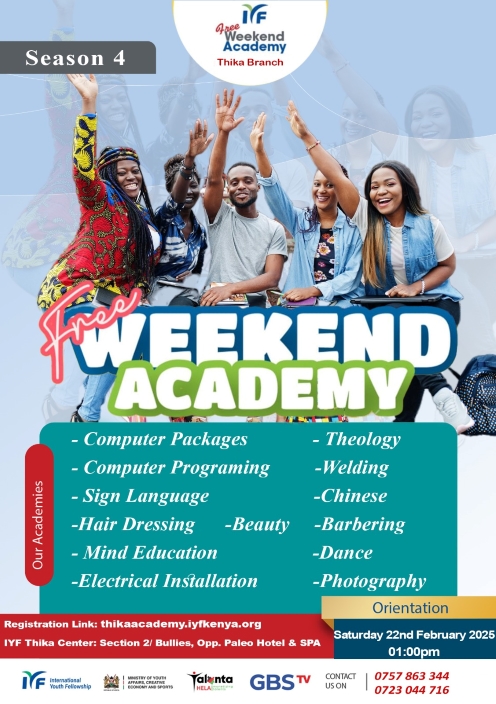 IYF
Free
Weekend
Academy
Thika Branch
Season 4
Free
WEEKEND
ACADEMY
Our Academies
- Computer Packages - Theology
- Computer Programing -Welding
- Sign Language -Chinese
-Hair Dressing -Beauty -Barbering
- Mind Education -Dance
-Electrical Installation -Photography
Orientation
Registration Link: thikaacademy.iyfkenya.org
IYF Thika Center: Section 2/ Bullies, Opp. Paleo Hotel & SPA
Saturday 22nd February 2025
01:00pm
IYF International
Youth Fellowship
MINISTRY OF YOUTH
AFFAIRS, CREATIVE
ECONOMY AND SPORTS
Talanta
HELA
GBS TV
CONTACT
US ON
0757 863 344
0723 044 716